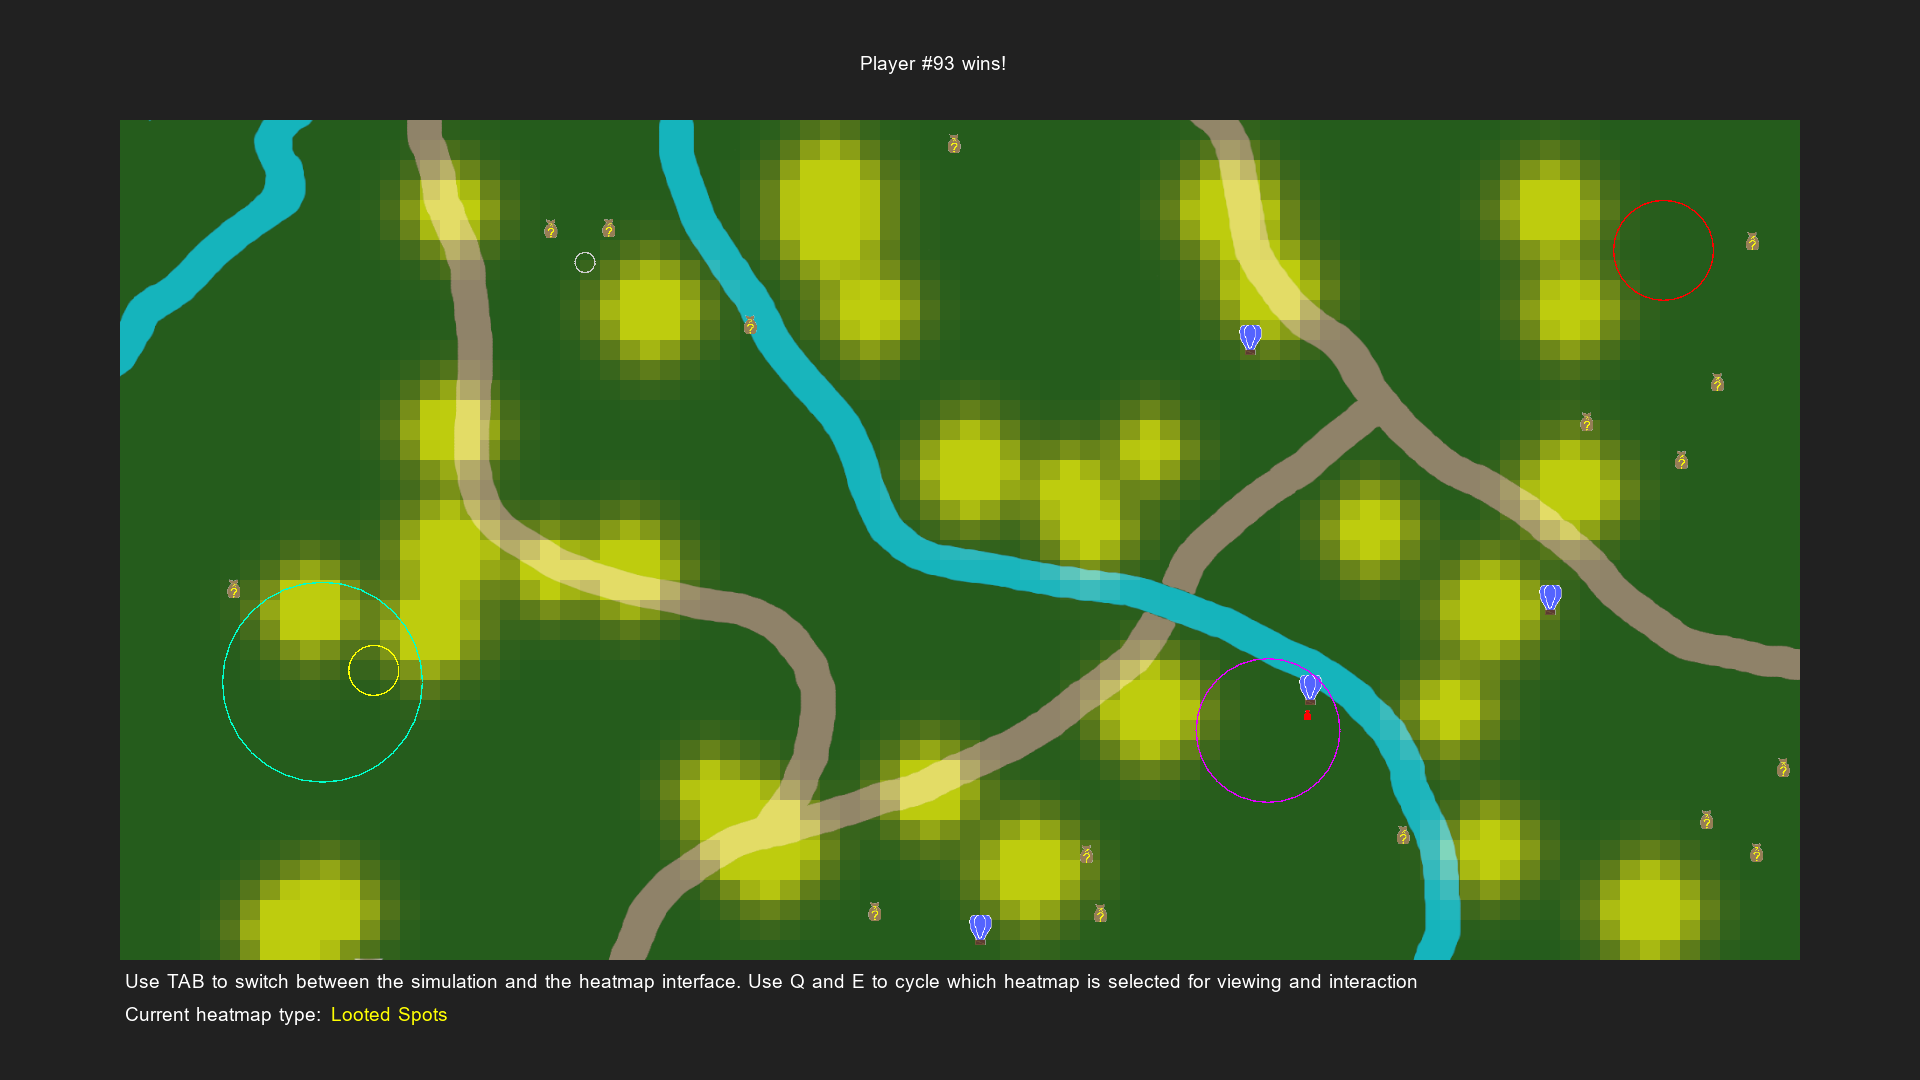 Player #93 wins!
Use TAB to switch between the simulation and the heatmap interface. Use Q and E to cycle which heatmap is selected for viewing and interaction
Current heatmap type: Looted Spots